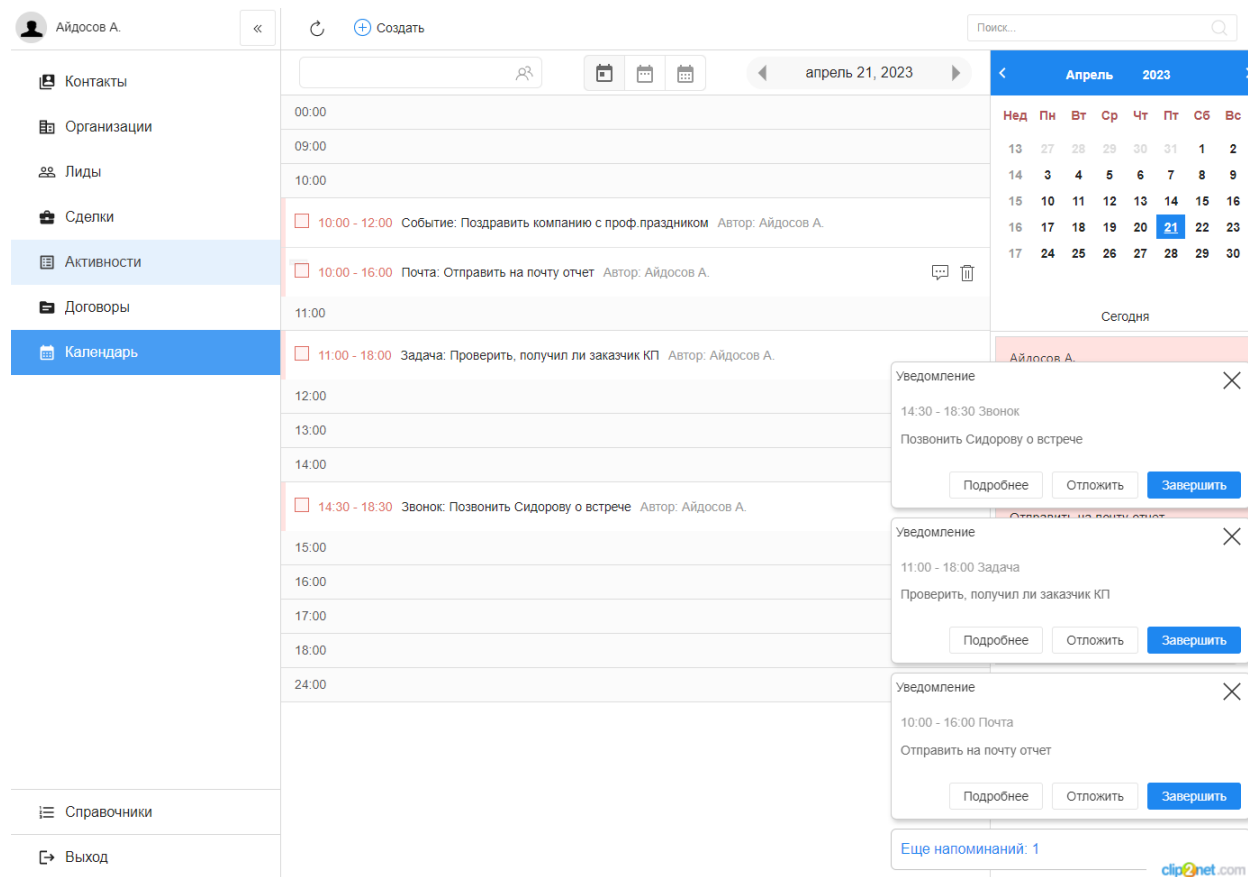 Айдосов А.
«
Создать
Поиск...
Контакты
Организации
Лиды
Сделки
Активности
Договоры
Календарь
Справочники
Выход
апрель 21, 2023
00:00
09:00
10:00
10:00 - 12:00 Событие: Поздравить компанию с проф.праздником Автор: Айдосов А.
10:00 - 16:00 Почта: Отправить на почту отчет Автор: Айдосов А.
11:00
11:00 - 18:00 Задача: Проверить, получил ли заказчик КП Автор: Айдосов А.
12:00
13:00
14:00
14:30 - 18:30 Звонок: Позвонить Сидорову о встрече Автор: Айдосов А.
15:00
16:00
17:00
18:00
24:00
Апрель 2023
Нед Пн Вт Ср Чт Пт Сб Вс
13 27 28 29 30 31 1 2
14 3 4 5 6 7 8 9
15 10 11 12 13 14 15 16
16 17 18 19 20 21 22 23
17 24 25 26 27 28 29 30
Сегодня
Айдосов А.
Уведомление
14:30 - 18:30 Звонок
Позвонить Сидорову о встрече
Подробнее Отложить Завершить
Отправить на почту отчет
Уведомление
11:00 - 18:00 Задача
Проверить, получил ли заказчик КП
Подробнее Отложить Завершить
Уведомление
10:00 - 16:00 Почта
Отправить на почту отчет
Подробнее Отложить Завершить
Еще напоминаний: 1
clip2net.com